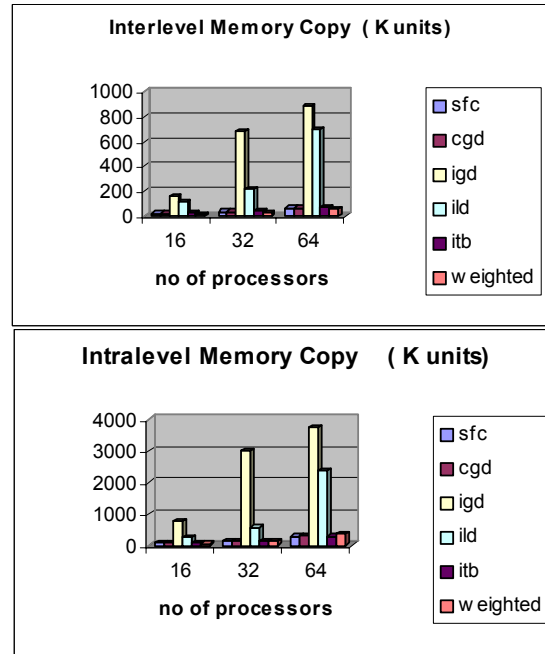 Interlevel Memory Copy ( K units)
1000
800
600
400
200
0
16 32 64
no of processors
sfc
cgd
igd
ild
itb
w eighted
Intralevel Memory Copy ( K units)
4000
3000
2000
1000
0
16 32 64
no of processors
sfc
cgd
igd
ild
itb
w eighted